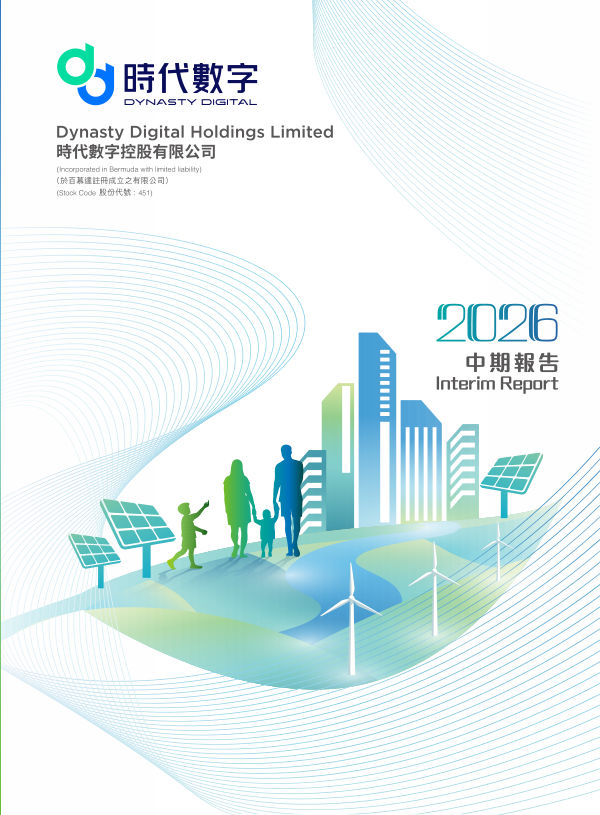 時代數字
DYNASTY DIGITAL
Dynasty Digital Holdings Limited
時代數字控股有限公司
(Incorporated in Bermuda with limited liability)
(於百慕達註冊成立之有限公司)
(Stock Code 股份代號 : 451)
2026
中期報告
Interim Report